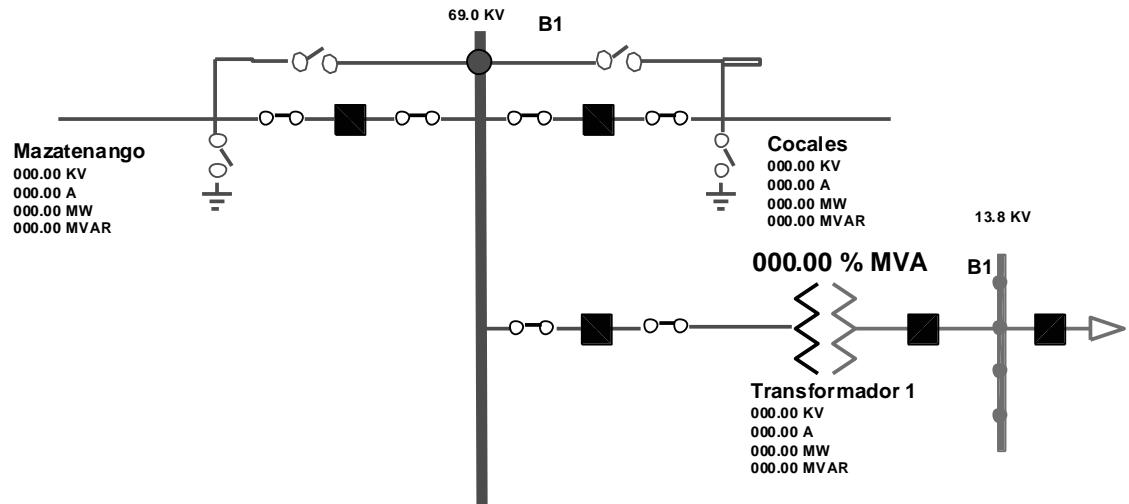 69.0 KV
B1
Mazatenango
000.00 KV
000.00 A
000.00 MW
000.00 MVAR
Cocales
000.00 KV
000.00 A
000.00 MW
000.00 MVAR
13.8 KV
000.00 % MVA
B1
Transformador 1
000.00 KV
000.00 A
000.00 MW
000.00 MVAR